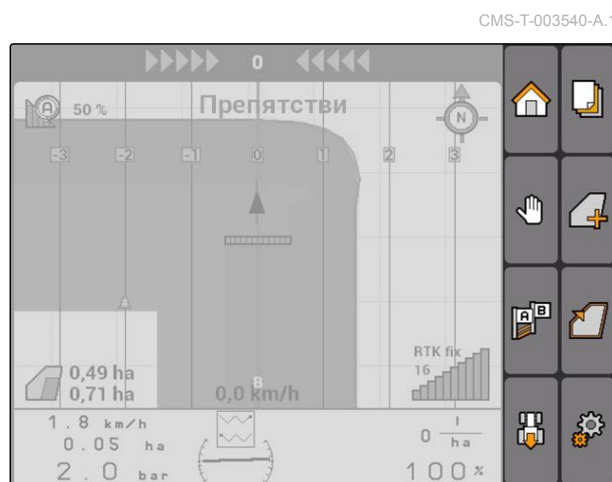 CMS-T-003540-A.1
0
A
50 %
Препятстви
N
-3 -2 -1 0 1 2 3
A B
RTK fix
16
0,49 ha
0,71 ha
B
0,0 km/h
1.8 km/h
0.05 ha
2.0 bar
0 l/ha
100 %